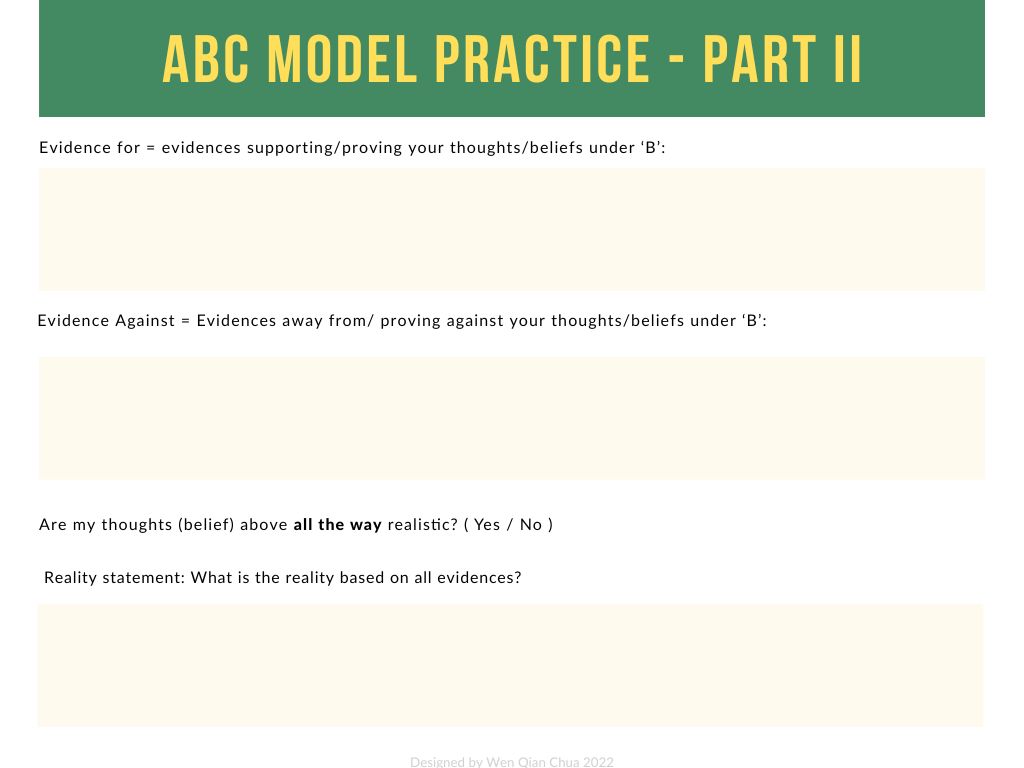 ABC MODEL PRACTICE - PART II
Evidence for = evidences supporting/proving your thoughts/beliefs under ‘B’:
Evidence Against = Evidences away from/ proving against your thoughts/beliefs under ‘B’:
Are my thoughts (belief) above all the way realistic? ( Yes / No )
Reality statement: What is the reality based on all evidences?
Designed by Wen Qian Chua 2022